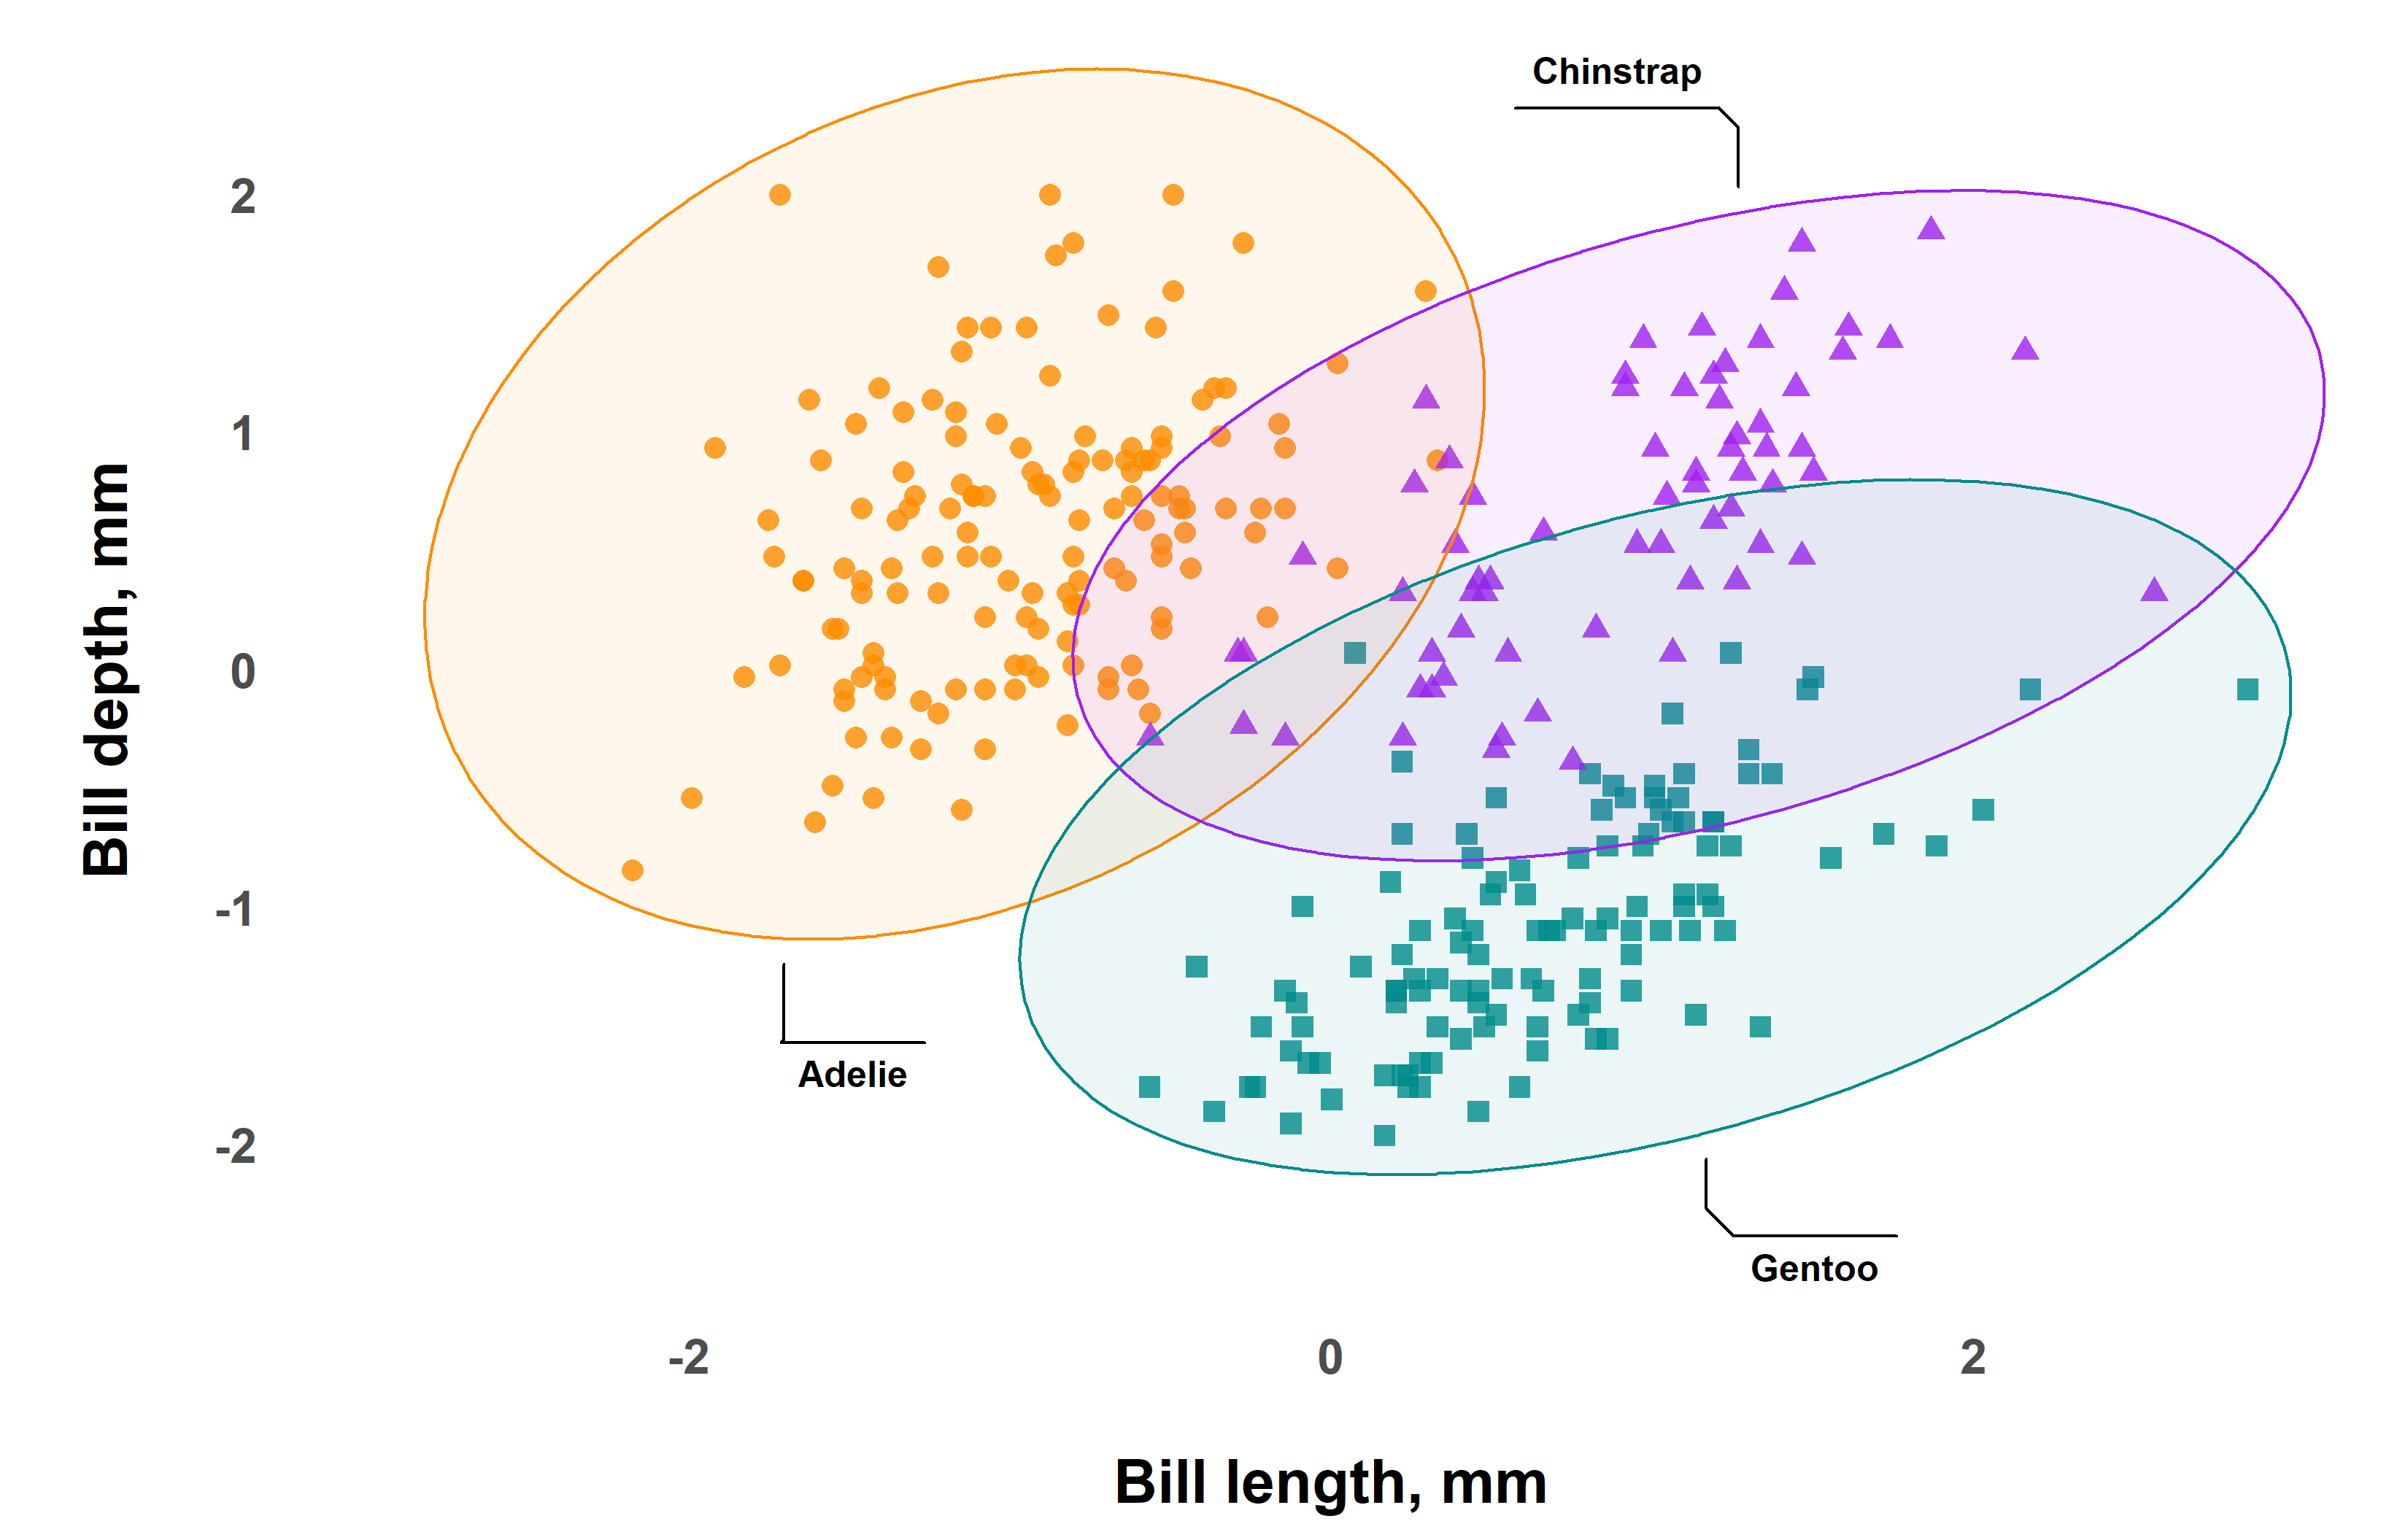 Chinstrap
2
1
0
-1
-2
Bill depth, mm
Adelie
Gentoo
-2
0
2
Bill length, mm